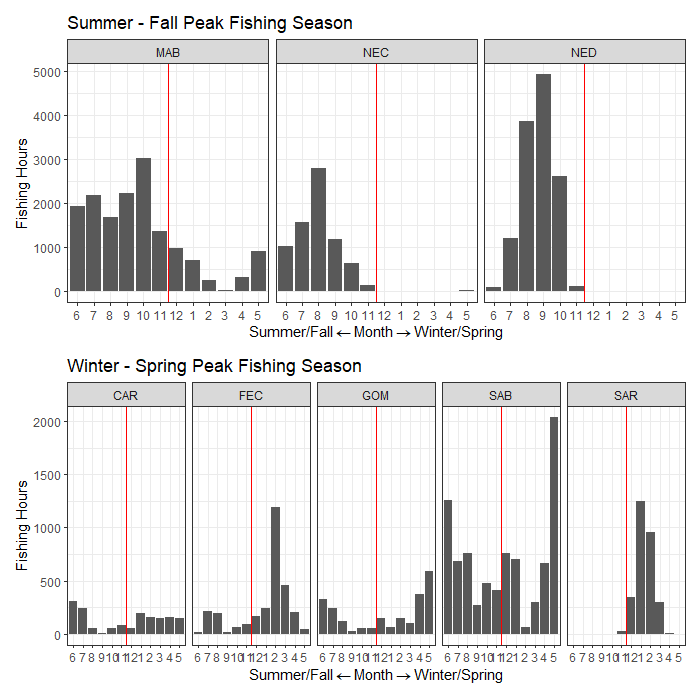 Summer - Fall Peak Fishing Season
MAB NEC NED
5000
4000
3000
2000
1000
0
Fishing Hours
6 7 8 9 10 11 12 1 2 3 4 5 6 7 8 9 10 11 12 1 2 3 4 5 6 7 8 9 10 11 12 1 2 3 4 5
Summer/Fall ← Month → Winter/Spring
Winter - Spring Peak Fishing Season
CAR FEC GOM SAB SAR
2000
1500
1000
500
0
Fishing Hours
6 7 8 9 10 11 12 1 2 3 4 5 6 7 8 9 10 11 12 1 2 3 4 5 6 7 8 9 10 11 12 1 2 3 4 5 6 7 8 9 10 11 12 1 2 3 4 5 6 7 8 9 10 11 12 1 2 3 4 5
Summer/Fall ← Month → Winter/Spring